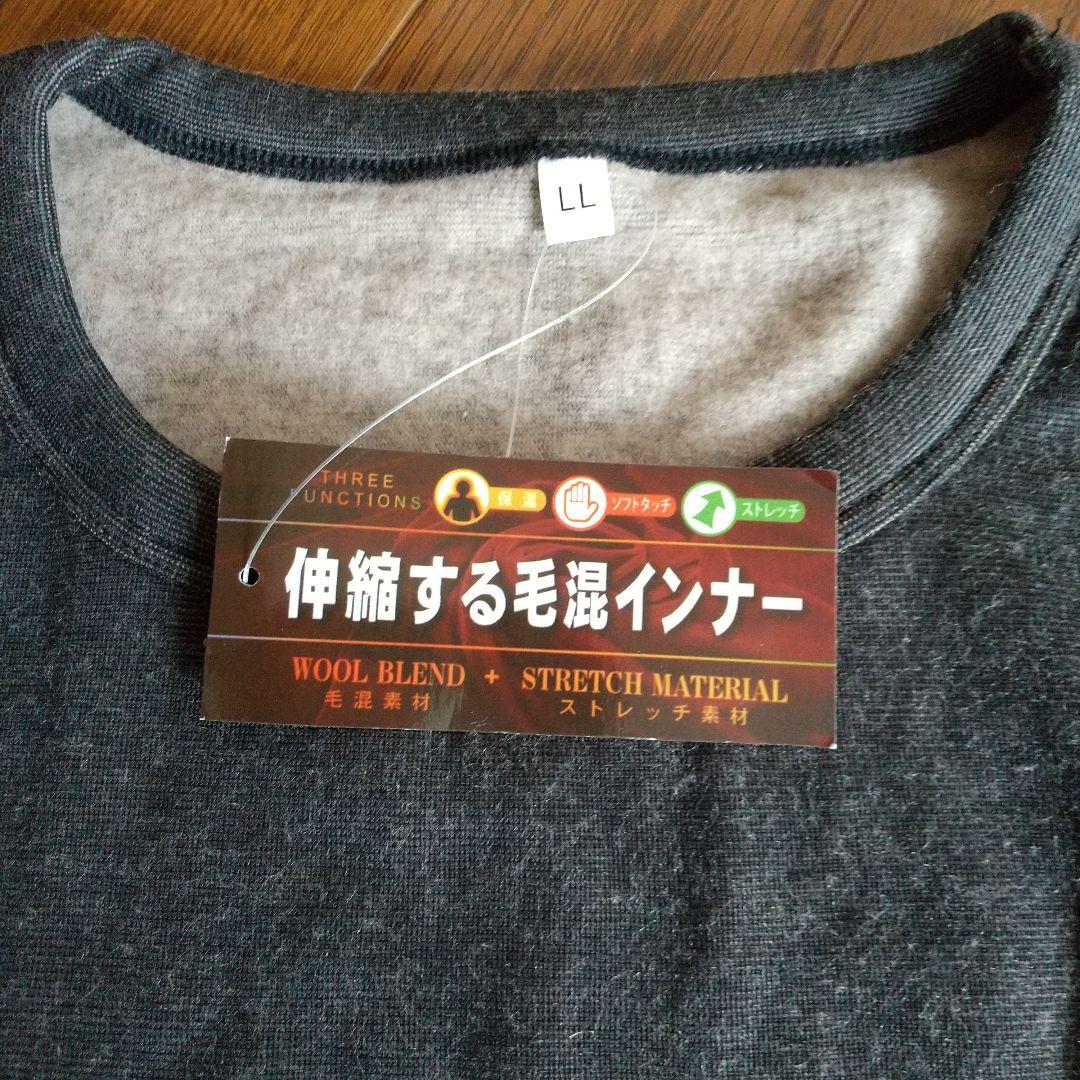 LL
THREE
FUNCTIONS
保温
ソフトタッチ
ストレッチ
伸縮する毛混インナー
WOOL BLEND + STRETCH MATERIAL
毛混素材 ストレッチ素材